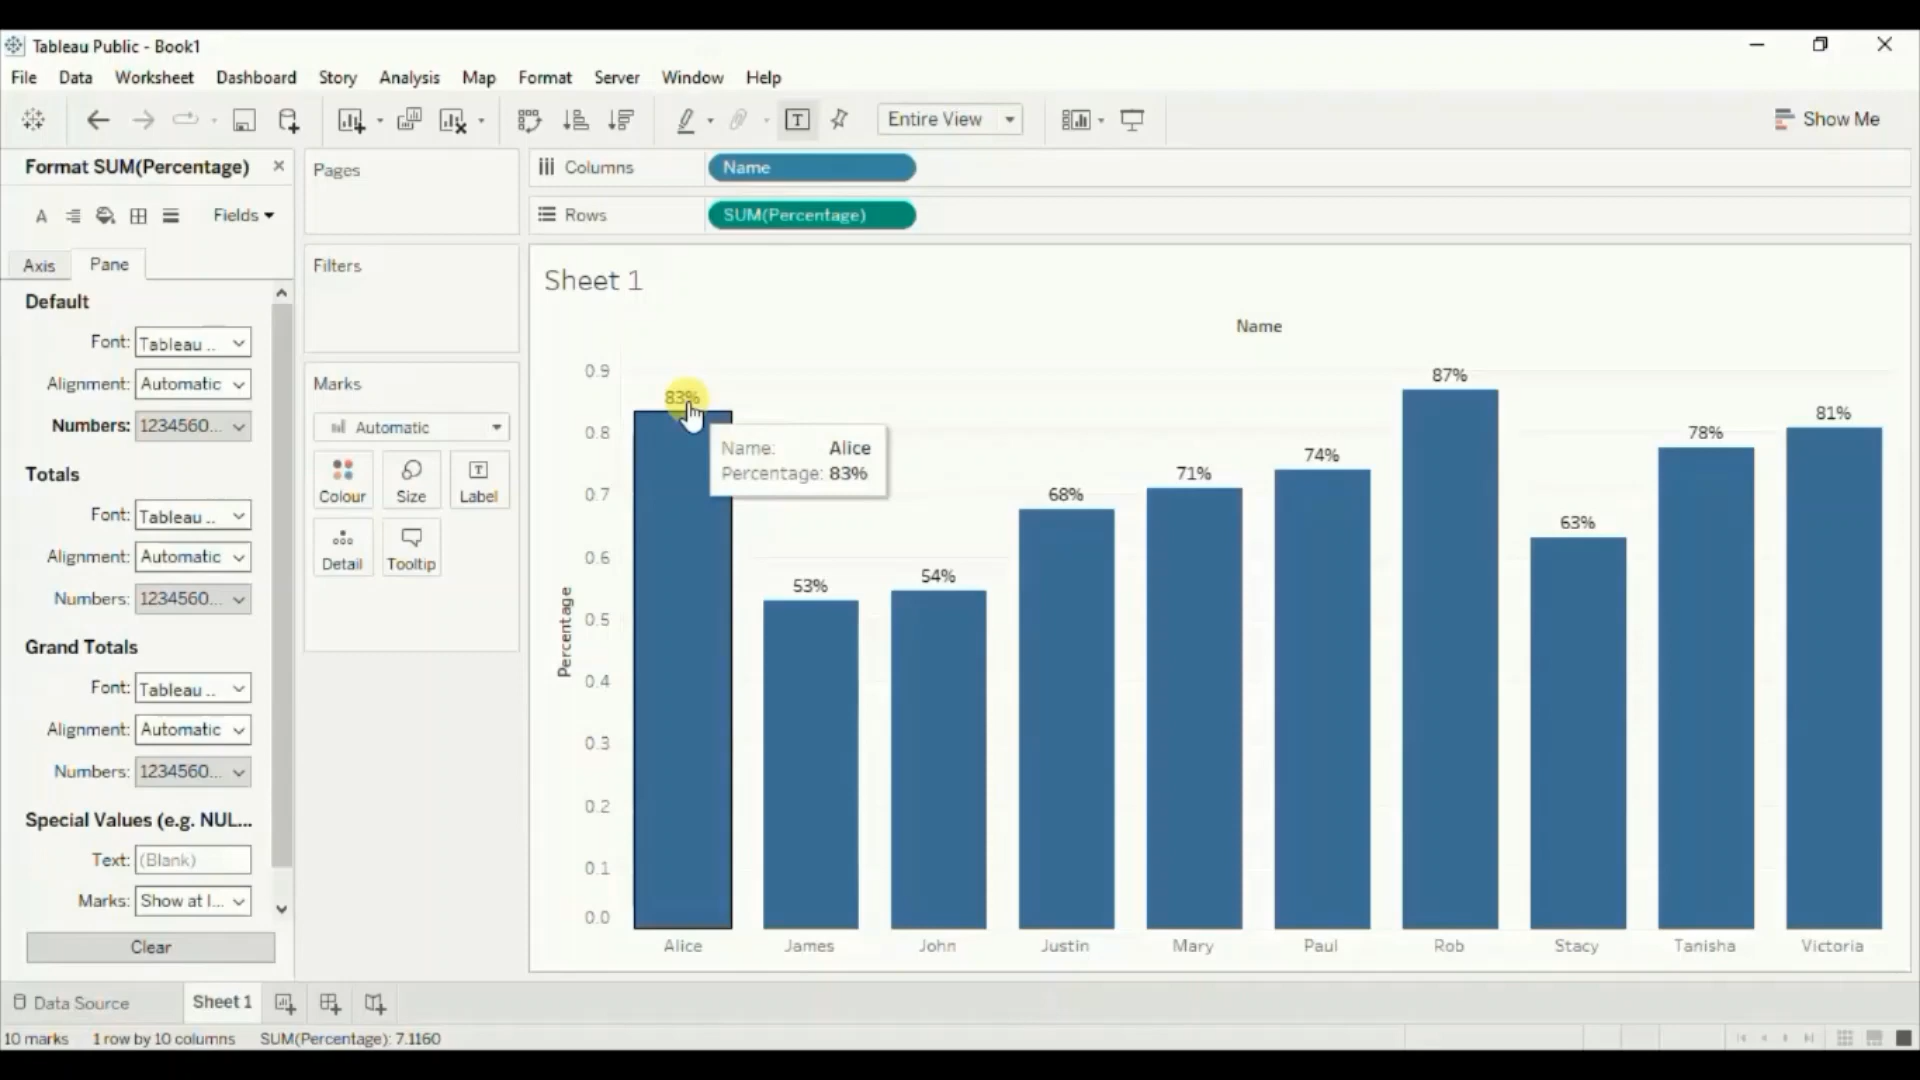 Tableau Public - Book1
File Data Worksheet Dashboard Story Analysis Map Format Server Window Help
Entire View
Show Me
Format SUM(Percentage)
Fields
Axis Pane
Default
Font: Tableau ..
Alignment: Automatic
Numbers: 1234560...
Totals
Font: Tableau ..
Alignment: Automatic
Numbers: 1234560...
Grand Totals
Font: Tableau ..
Alignment: Automatic
Numbers: 1234560...
Special Values (e.g. NUL...
Text: (Blank)
Marks: Show at l...
Clear
Pages
Filters
Marks
Automatic
Colour Size Label
Detail Tooltip
Columns Name
Rows SUM(Percentage)
Sheet 1
Name
Percentage
0.9
0.8
0.7
0.6
0.5
0.4
0.3
0.2
0.1
0.0
83% 53% 54% 68% 71% 74% 87% 63% 78% 81%
Name: Alice
Percentage: 83%
Alice James John Justin Mary Paul Rob Stacy Tanisha Victoria
Data Source Sheet 1
10 marks 1 row by 10 columns SUM(Percentage): 7.1160